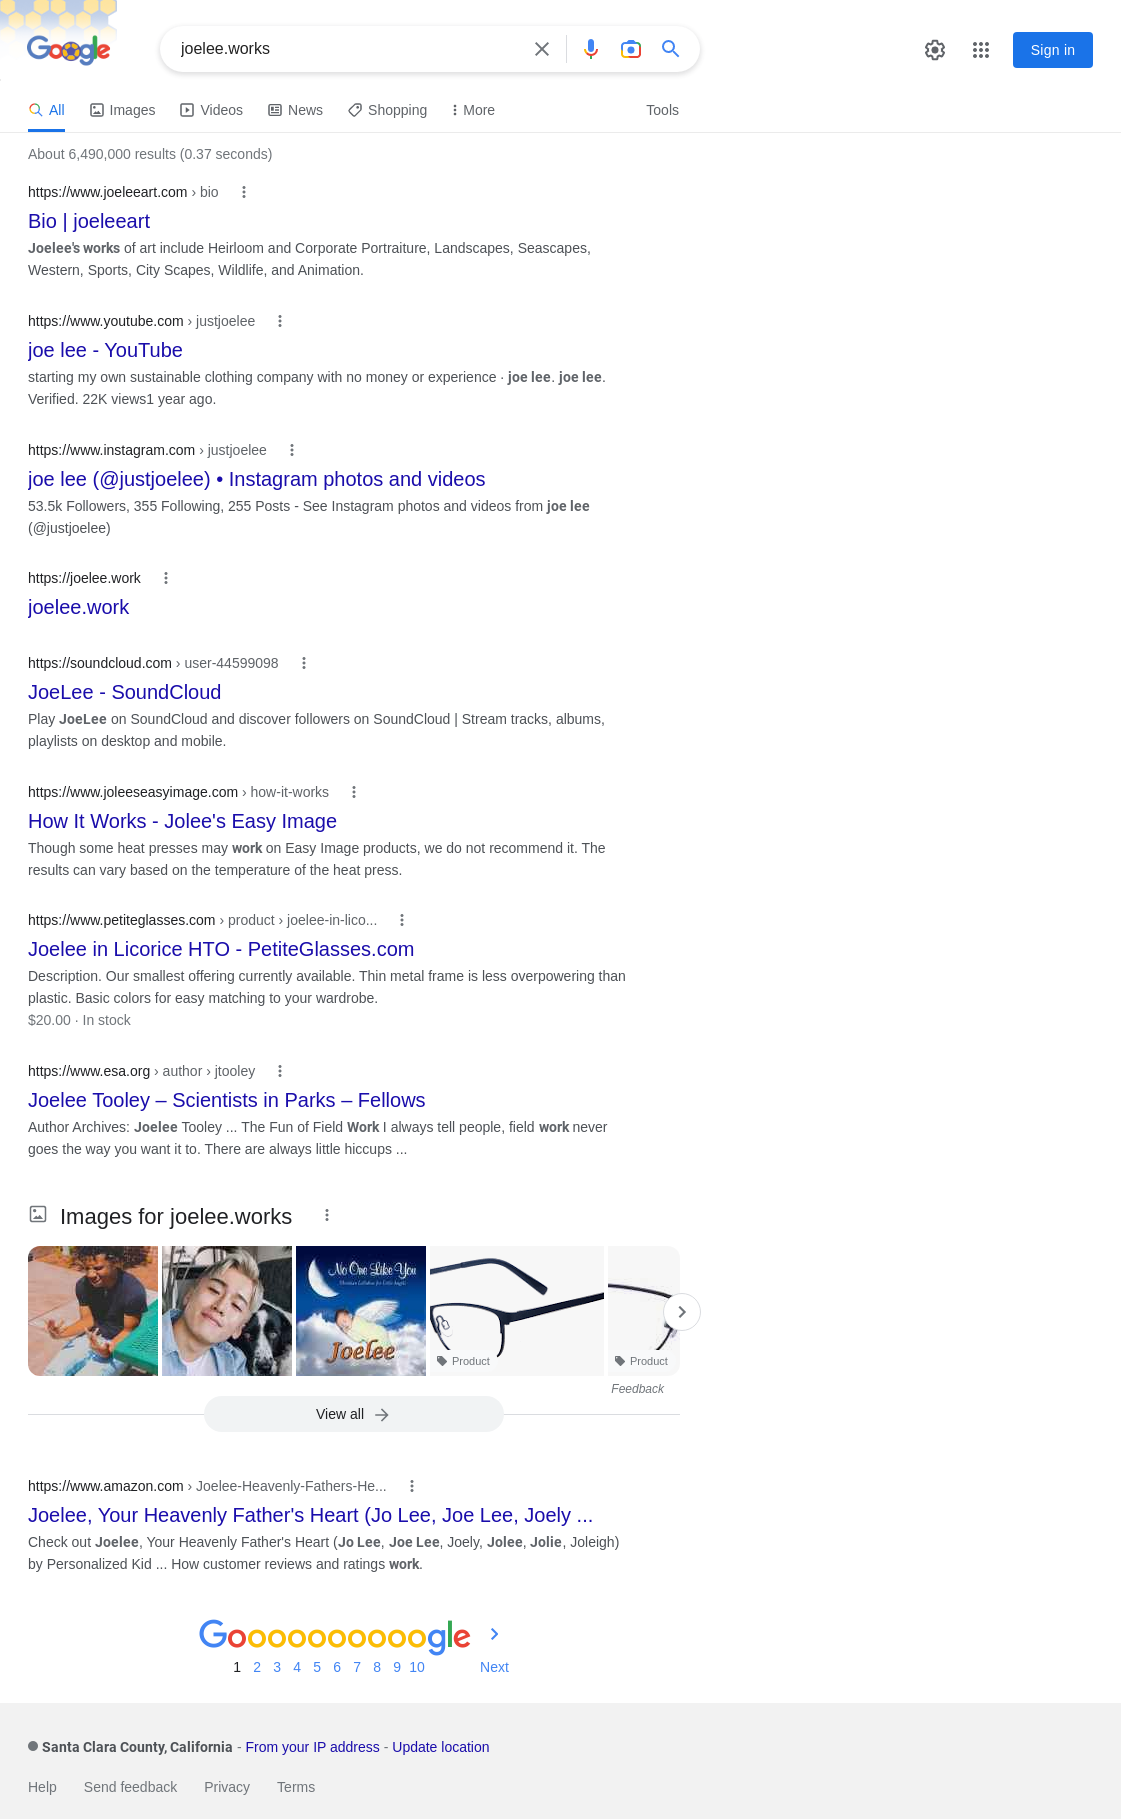 Google
joelee.works
Sign in
All
Images
Videos
News
Shopping
More
Tools
About 6,490,000 results (0.37 seconds)
https://www.joeleeart.com › bio
Bio | joeleeart
Joelee's works of art include Heirloom and Corporate Portraiture, Landscapes, Seascapes,
Western, Sports, City Scapes, Wildlife, and Animation.
https://www.youtube.com › justjoelee
joe lee - YouTube
starting my own sustainable clothing company with no money or experience · joe lee. joe lee.
Verified. 22K views1 year ago.
https://www.instagram.com › justjoelee
joe lee (@justjoelee) • Instagram photos and videos
53.5k Followers, 355 Following, 255 Posts - See Instagram photos and videos from joe lee
(@justjoelee)
https://joelee.work
joelee.work
https://soundcloud.com › user-44599098
JoeLee - SoundCloud
Play JoeLee on SoundCloud and discover followers on SoundCloud | Stream tracks, albums,
playlists on desktop and mobile.
https://www.joleeseasyimage.com › how-it-works
How It Works - Jolee's Easy Image
Though some heat presses may work on Easy Image products, we do not recommend it. The
results can vary based on the temperature of the heat press.
https://www.petiteglasses.com › product › joelee-in-lico...
Joelee in Licorice HTO - PetiteGlasses.com
Description. Our smallest offering currently available. Thin metal frame is less overpowering than
plastic. Basic colors for easy matching to your wardrobe.
$20.00 · In stock
https://www.esa.org › author › jtooley
Joelee Tooley – Scientists in Parks – Fellows
Author Archives: Joelee Tooley ... The Fun of Field Work I always tell people, field work never
goes the way you want it to. There are always little hiccups ...
Images for joelee.works
No One Like You
Joelee
Product
Product
Feedback
View all
https://www.amazon.com › Joelee-Heavenly-Fathers-He...
Joelee, Your Heavenly Father's Heart (Jo Lee, Joe Lee, Joely ...
Check out Joelee, Your Heavenly Father's Heart (Jo Lee, Joe Lee, Joely, Jolee, Jolie, Joleigh)
by Personalized Kid ... How customer reviews and ratings work.
Goooooooooogle
1 2 3 4 5 6 7 8 9 10 Next
Santa Clara County, California - From your IP address - Update location
Help
Send feedback
Privacy
Terms